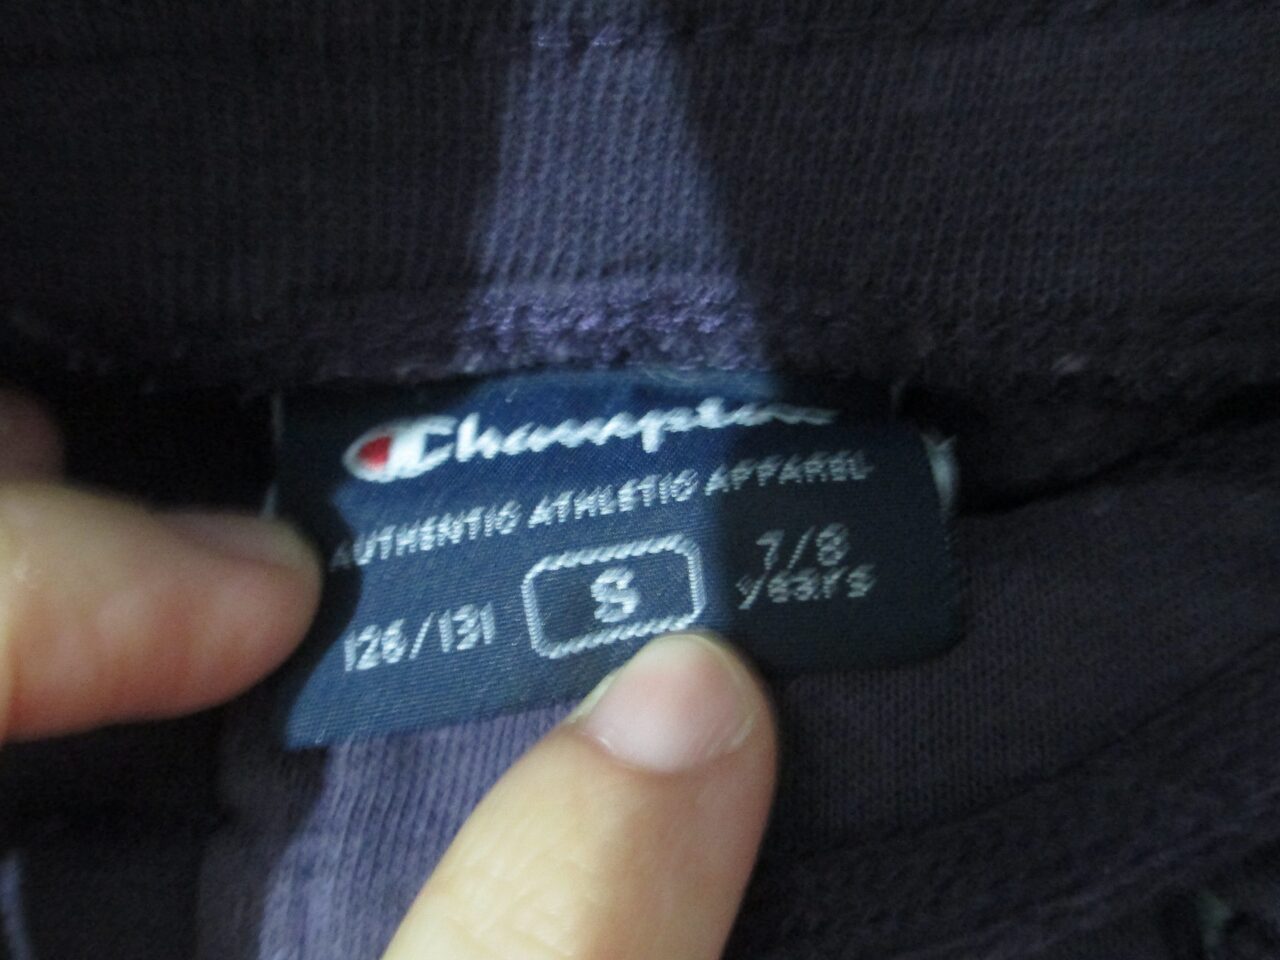 Champion
AUTHENTIC ATHLETIC APPAREL
126/131
S
7/8
years